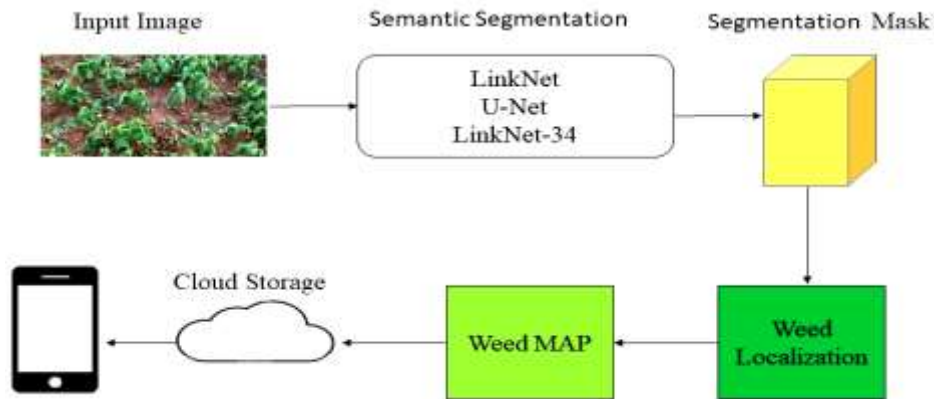 Input Image
Semantic Segmentation
Segmentation Mask
LinkNet
U-Net
LinkNet-34
Cloud Storage
Weed MAP
Weed
Localization